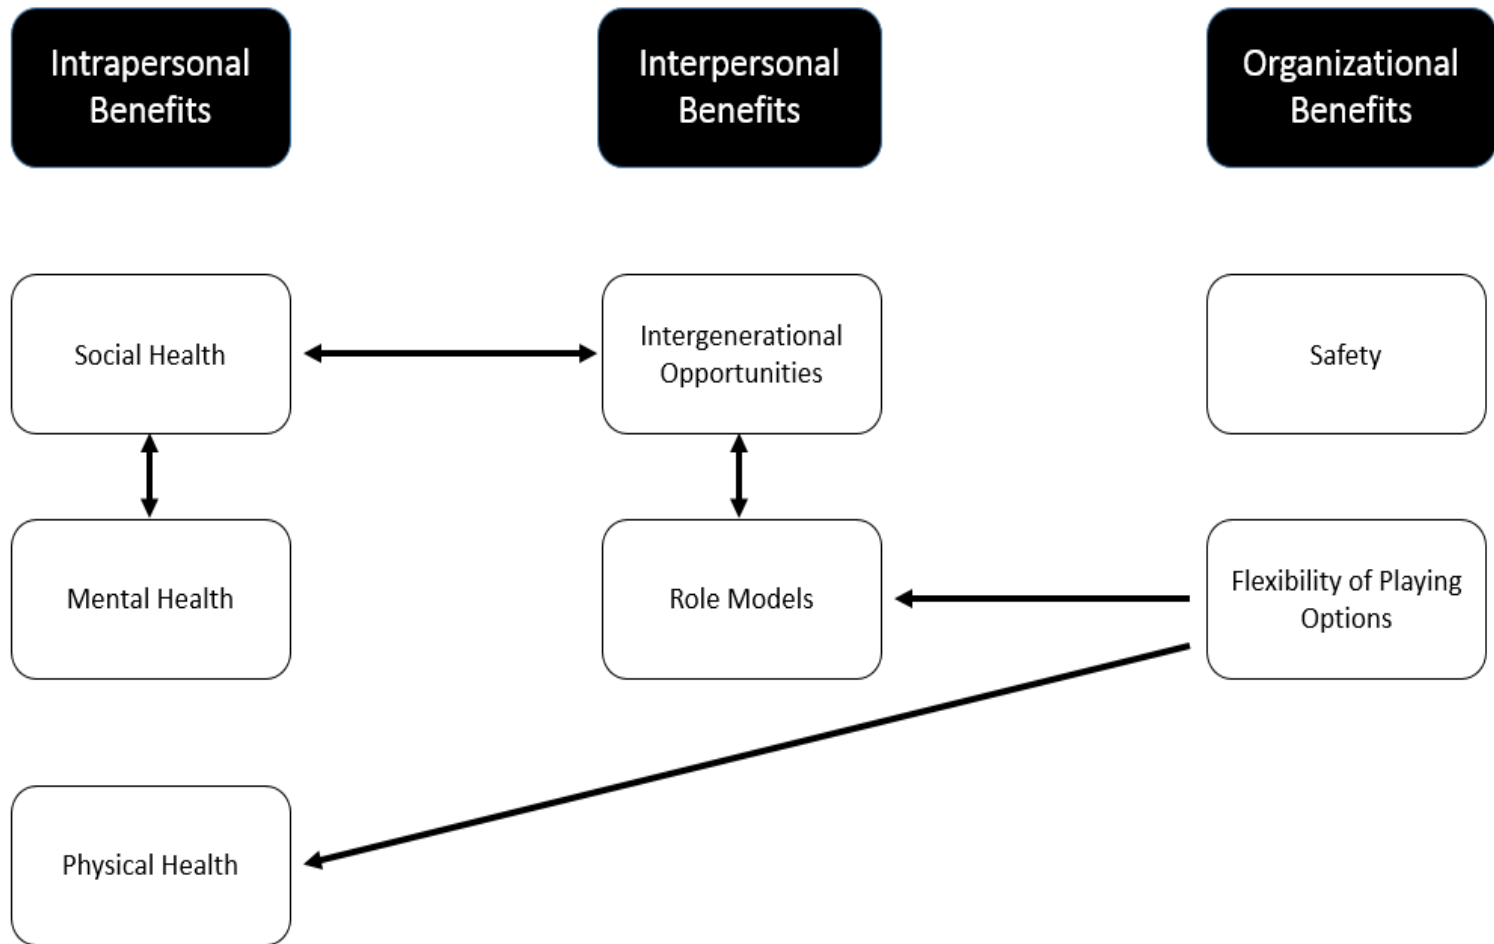 Intrapersonal
Benefits
Interpersonal
Benefits
Organizational
Benefits
Social Health
Intergenerational
Opportunities
Safety
Mental Health
Role Models
Flexibility of Playing
Options
Physical Health